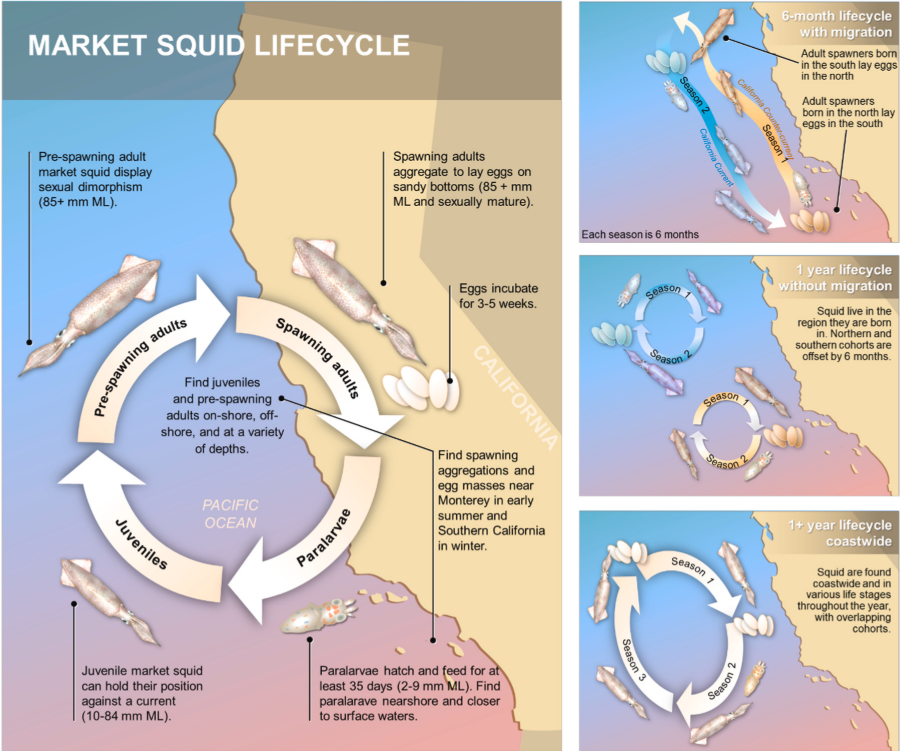 MARKET SQUID LIFECYCLE
Pre-spawning adult
market squid display
sexual dimorphism
(85+ mm ML).
Spawning adults
aggregate to lay eggs on
sandy bottoms (85 + mm
ML and sexually mature).
Eggs incubate
for 3-5 weeks.
Pre-spawning adults
Spawning adults
Find juveniles
and pre-spawning
adults on-shore, off-
shore, and at a variety
of depths.
CALIFORNIA
Find spawning
aggregations and
egg masses near
Monterey in early
summer and
Southern California
in winter.
PACIFIC
OCEAN
Juveniles
Paralarvae
Juvenile market squid
can hold their position
against a current
(10-84 mm ML).
Paralarvae hatch and feed for at
least 35 days (2-9 mm ML). Find
paralarave nearshore and closer
to surface waters.
6-month lifecycle
with migration
Adult spawners born
in the south lay eggs
in the north
Adult spawners
born in the north lay
eggs in the south
Season 2
California Current
California Counter-current
Season 1
Each season is 6 months
1 year lifecycle
without migration
Squid live in the
region they are born
in. Northern and
southern cohorts are
offset by 6 months.
Season 1
Season 2
Season 1
Season 2
1+ year lifecycle
coastwide
Squid are found
coastwide and in
various life stages
throughout the year,
with overlapping
cohorts.
Season 1
Season 2
Season 3